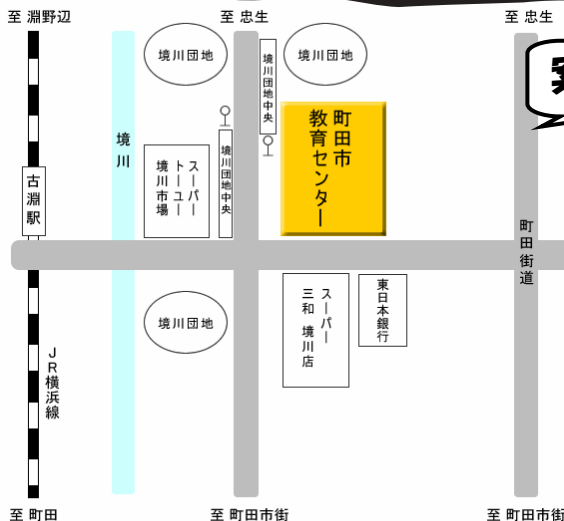 至 淵野辺
至 忠生
至 忠生
境川団地
境川団地
境川団地中央
町田市
教育センター
境川
境川団地中央
スーパー
トーユー
境川市場
古淵駅
町田街道
スーパー
三和 境川店
東日本銀行
境川団地
JR横浜線
至 町田
至 町田市街
至 町田市街